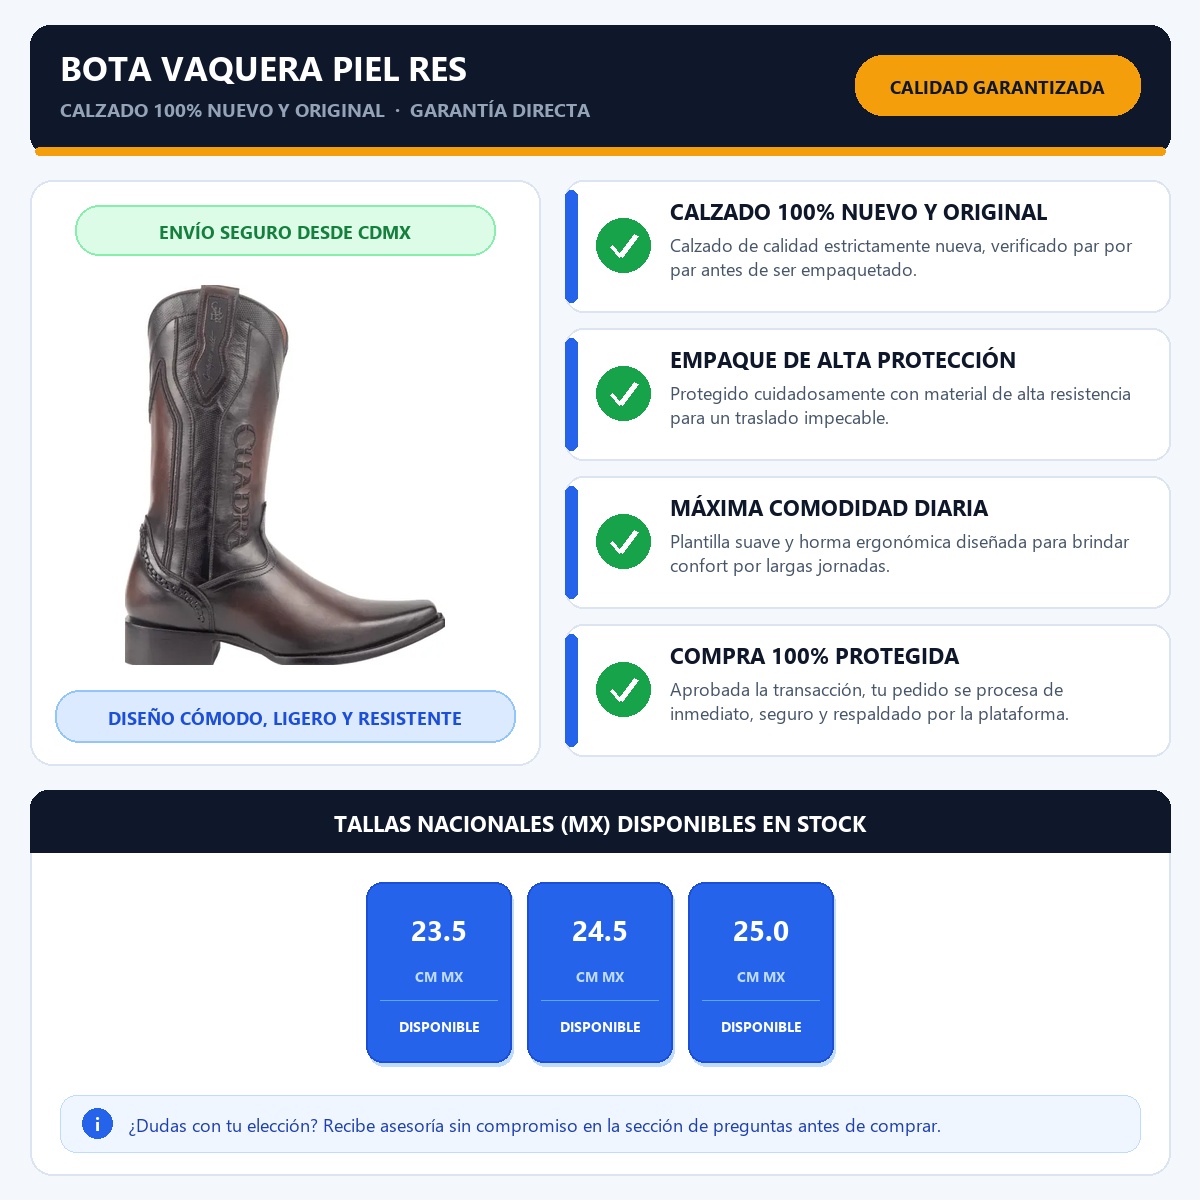 BOTA VAQUERA PIEL RES
CALZADO 100% NUEVO Y ORIGINAL · GARANTÍA DIRECTA
CALIDAD GARANTIZADA
ENVÍO SEGURO DESDE CDMX
CUADRA
DISEÑO CÓMODO, LIGERO Y RESISTENTE
CALZADO 100% NUEVO Y ORIGINAL
Calzado de calidad estrictamente nueva, verificado par por
par antes de ser empaquetado.
EMPAQUE DE ALTA PROTECCIÓN
Protegido cuidadosamente con material de alta resistencia
para un traslado impecable.
MÁXIMA COMODIDAD DIARIA
Plantilla suave y horma ergonómica diseñada para brindar
confort por largas jornadas.
COMPRA 100% PROTEGIDA
Aprobada la transacción, tu pedido se procesa de
inmediato, seguro y respaldado por la plataforma.
TALLAS NACIONALES (MX) DISPONIBLES EN STOCK
23.5
CM MX
DISPONIBLE
24.5
CM MX
DISPONIBLE
25.0
CM MX
DISPONIBLE
¿Dudas con tu elección? Recibe asesoría sin compromiso en la sección de preguntas antes de comprar.